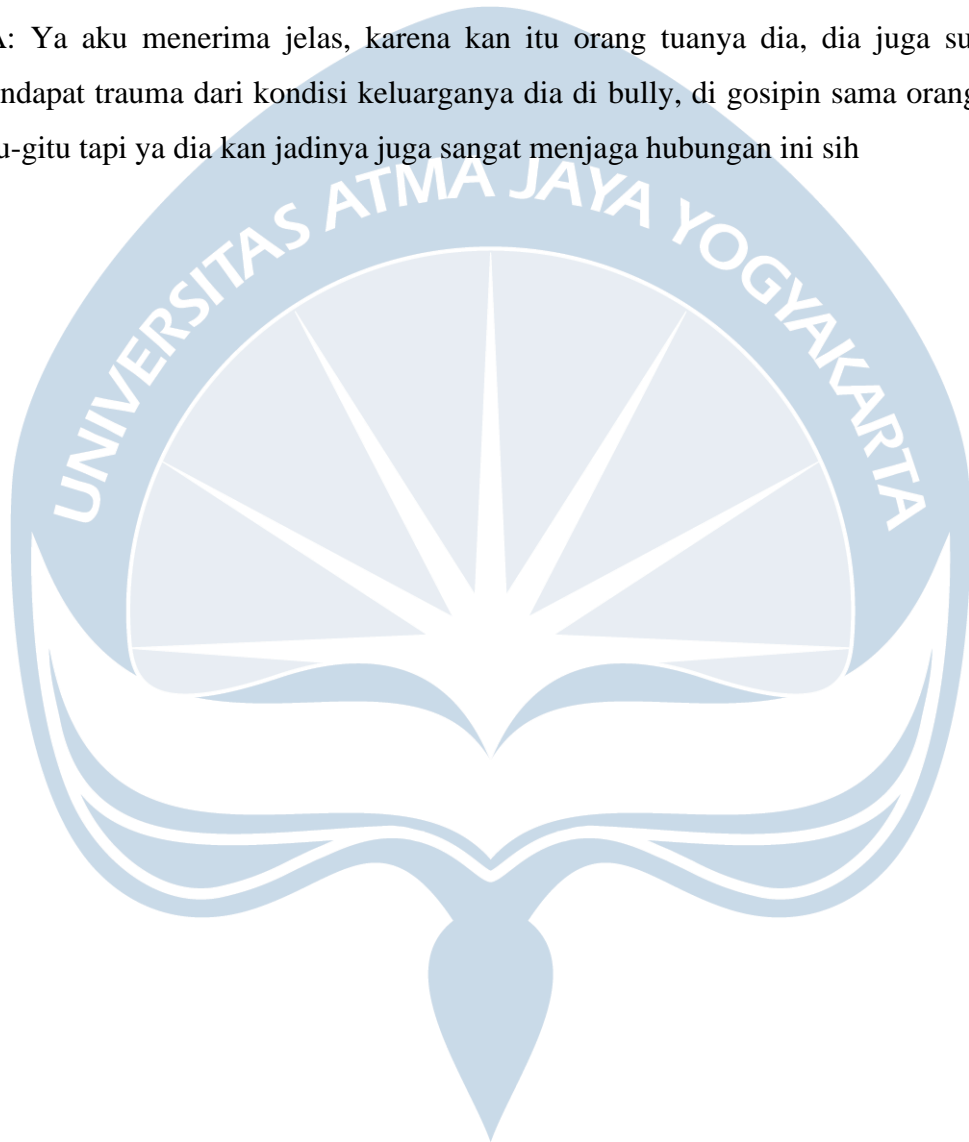 A: Ya aku menerima jelas, karena kan itu orang tuanya dia, dia juga su
ndapat trauma dari kondisi keluarganya dia di bully, di gosipin sama orang
u-gitu tapi ya dia kan jadinya juga sangat menjaga hubungan ini sih
UNIVERSITAS ATMA JAYA YOGYAKARTA